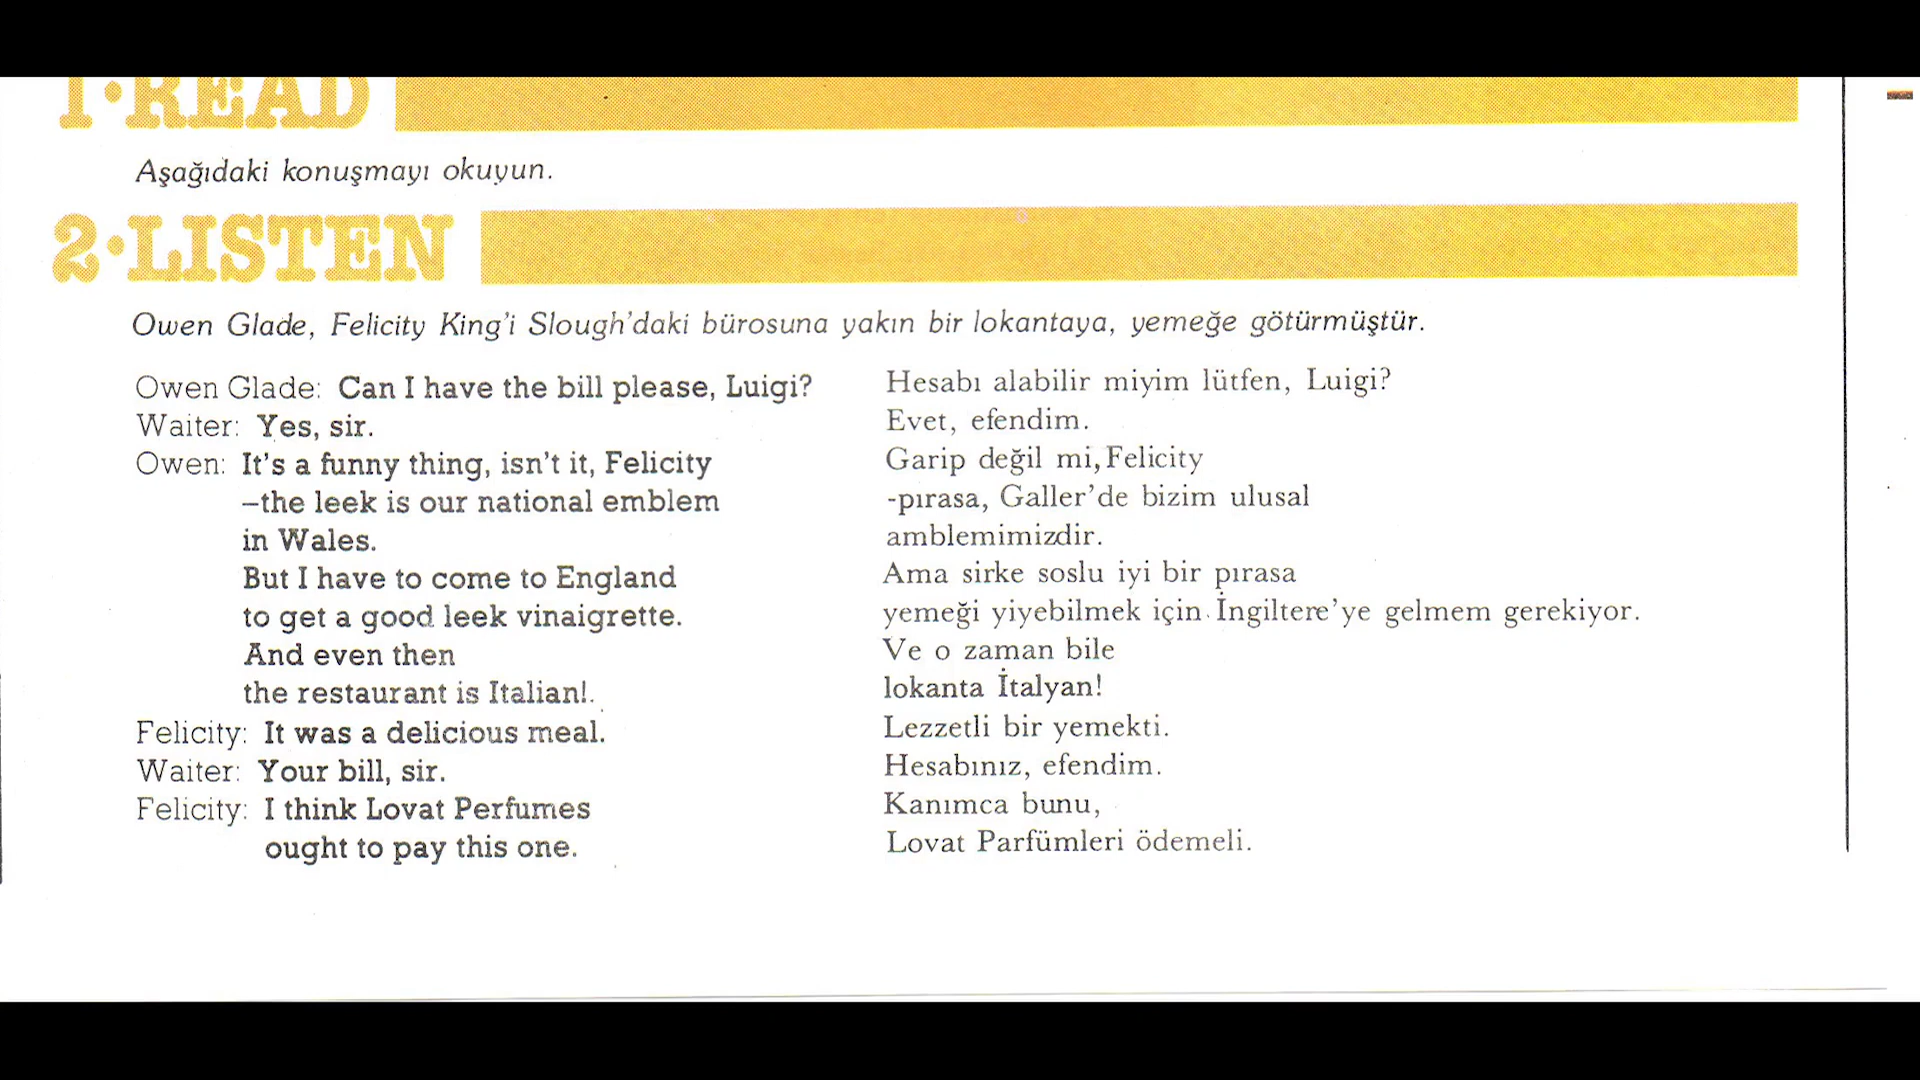 1·READ
Aşağıdaki konuşmayı okuyun.
2·LISTEN
Owen Glade, Felicity King'i Slough'daki bürosuna yakın bir lokantaya, yemeğe götürmüştür.
Owen Glade: Can I have the bill please, Luigi?
Waiter: Yes, sir.
Owen: It's a funny thing, isn't it, Felicity
–the leek is our national emblem
in Wales.
But I have to come to England
to get a good leek vinaigrette.
And even then
the restaurant is Italian!.
Felicity: It was a delicious meal.
Waiter: Your bill, sir.
Felicity: I think Lovat Perfumes
ought to pay this one.
Hesabı alabilir miyim lütfen, Luigi?
Evet, efendim.
Garip değil mi, Felicity
-pırasa, Galler'de bizim ulusal
amblemimizdir.
Ama sirke soslu iyi bir pırasa
yemeği yiyebilmek için İngiltere'ye gelmem gerekiyor.
Ve o zaman bile
lokanta İtalyan!
Lezzetli bir yemekti.
Hesabınız, efendim.
Kanımca bunu,
Lovat Parfümleri ödemeli.